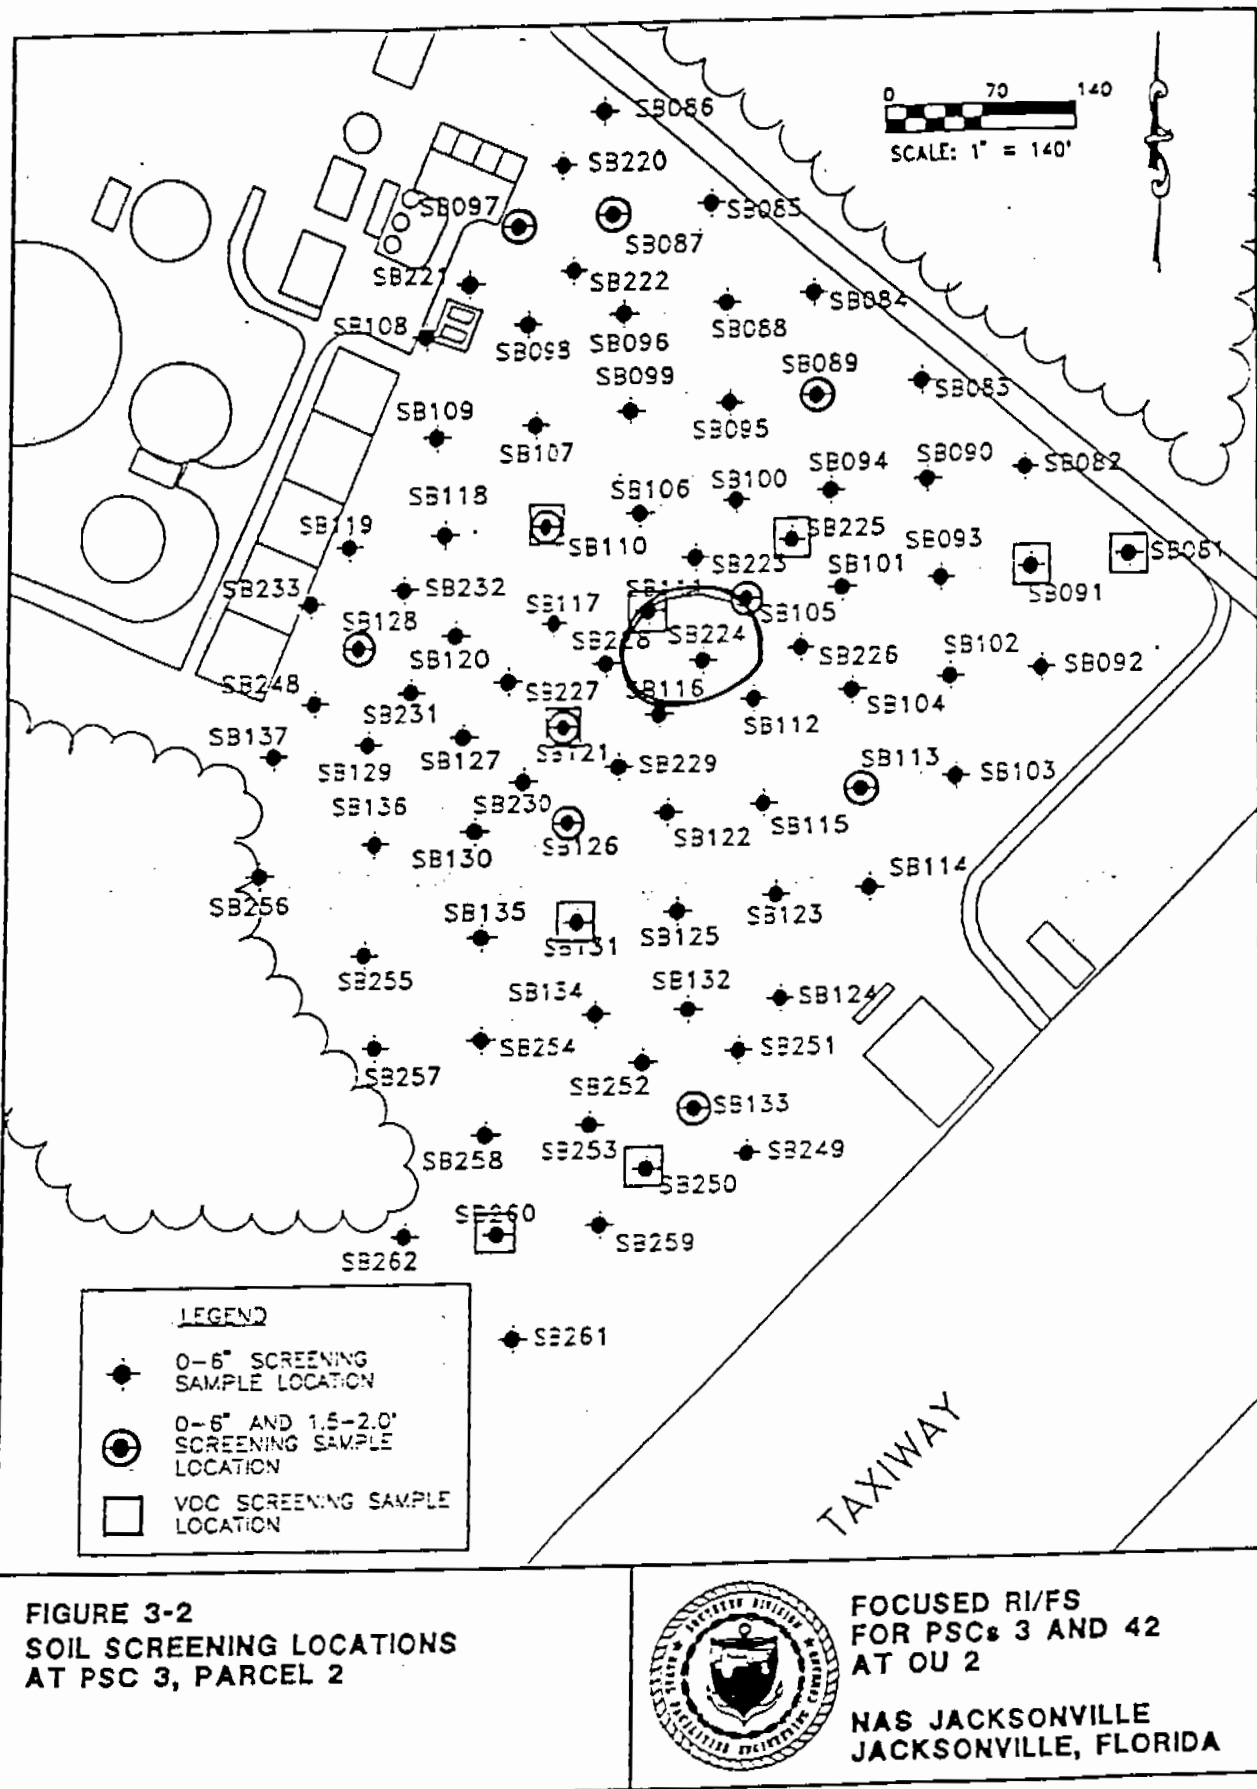 0 70 140
SCALE: 1" = 140'
SB086
SB220
SB097
SB085
SB087
SB221
SB222
SB084
SB108
SB098
SB096
SB088
SB099
SB089
SB083
SB109
SB107
SB095
SB094
SB090
SB082
SB118
SB106
SB100
SB119
SB110
SB225
SB093
SB081
SB223
SB101
SB091
SB233
SB232
SB117
SB111
SB105
SB128
SB120
SB228
SB224
SB226
SB102
SB092
SB248
SB231
SB227
SB116
SB112
SB104
SB137
SB129
SB127
SB121
SB229
SB113
SB103
SB136
SB230
SB130
SB126
SB122
SB115
SB256
SB135
SB131
SB125
SB123
SB114
SB255
SB134
SB132
SB124
SB254
SB251
SB257
SB252
SB133
SB258
SB253
SB249
SB250
SB260
SB259
SB262
SB261
LEGEND
0-6" SCREENING
SAMPLE LOCATION
0-6" AND 1.5-2.0'
SCREENING SAMPLE
LOCATION
VOC SCREENING SAMPLE
LOCATION
TAXIWAY
FIGURE 3-2
SOIL SCREENING LOCATIONS
AT PSC 3, PARCEL 2
FOCUSED RI/FS
FOR PSCs 3 AND 42
AT OU 2
NAS JACKSONVILLE
JACKSONVILLE, FLORIDA